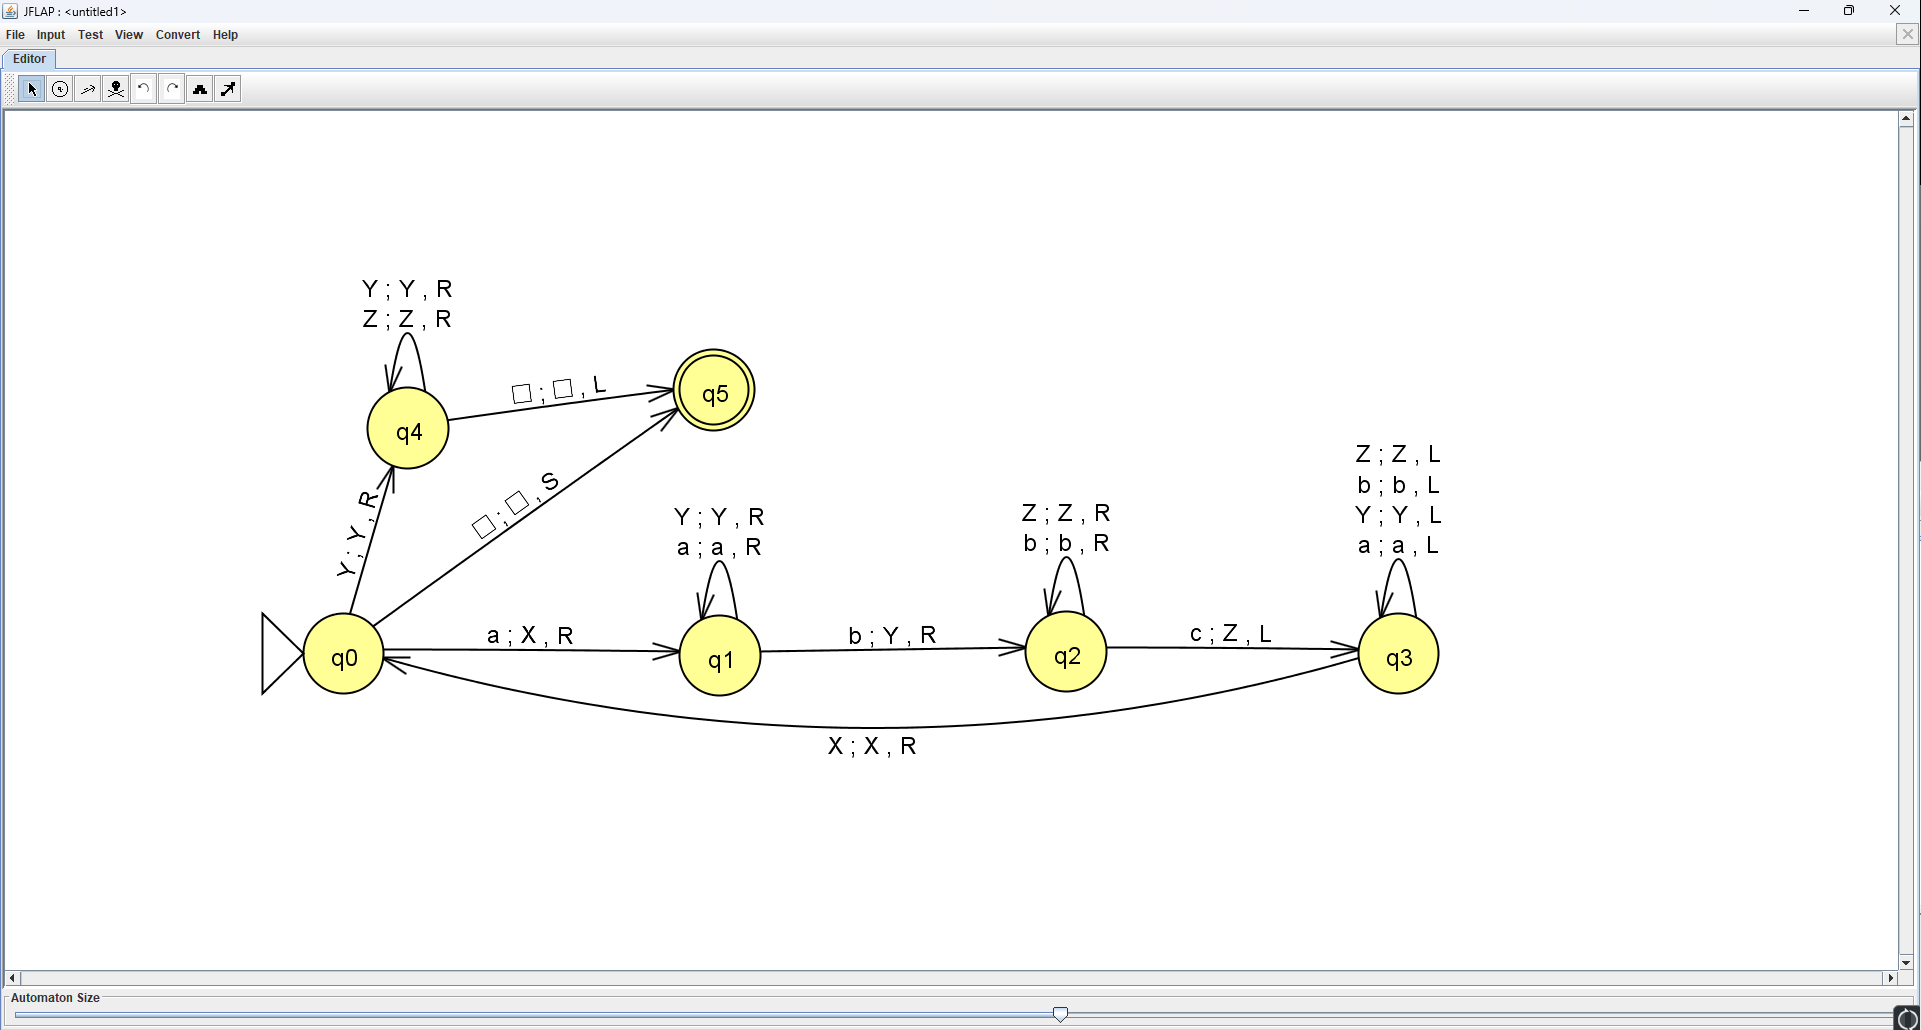 JFLAP : <untitled1>
File Input Test View Convert Help
Editor
Y ; Y , R
Z ; Z , R
□ ; □ , L
q5
q4
Y ; Y , R
□ ; □ , S
Y ; Y , R
a ; a , R
Z ; Z , R
b ; b , R
Z ; Z , L
b ; b , L
Y ; Y , L
a ; a , L
q0
a ; X , R
q1
b ; Y , R
q2
c ; Z , L
q3
X ; X , R
Automaton Size